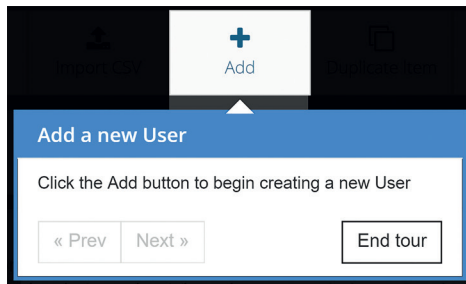 Import CSV Add Duplicate Item
Add a new User
Click the Add button to begin creating a new User
« Prev Next » End tour